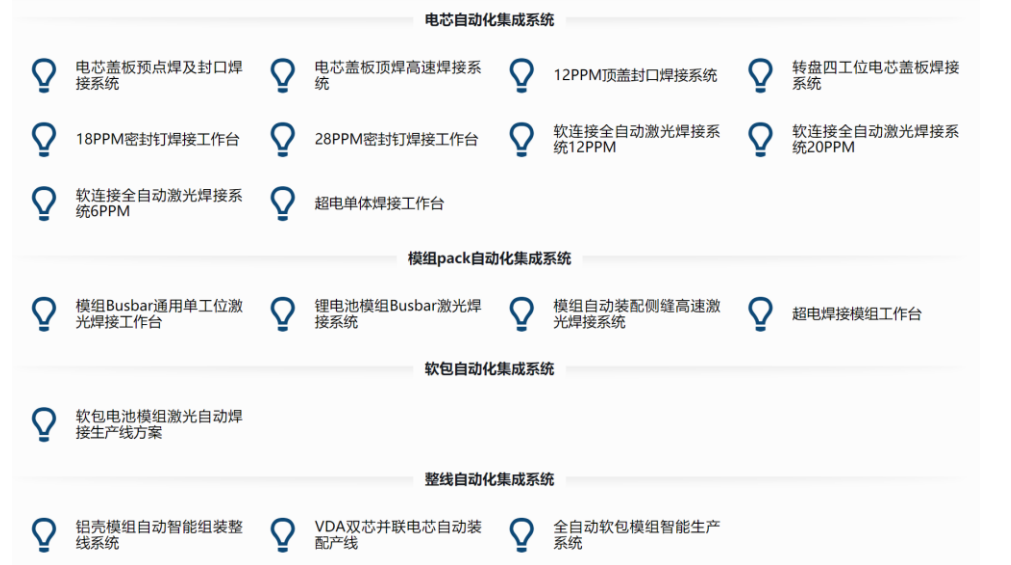 电芯自动化集成系统
电芯盖板预点焊及封口焊
接系统
电芯盖板顶焊高速焊接系
统
12PPM顶盖封口焊接系统
转盘四工位电芯盖板焊接
系统
18PPM密封钉焊接工作台
28PPM密封钉焊接工作台
软连接全自动激光焊接系
统12PPM
软连接全自动激光焊接系
统20PPM
软连接全自动激光焊接系
统6PPM
超电单体焊接工作台
模组pack自动化集成系统
模组Busbar通用单工位激
光焊接工作台
锂电池模组Busbar激光焊
接系统
模组自动装配侧缝高速激
光焊接系统
超电焊接模组工作台
软包自动化集成系统
软包电池模组激光自动焊
接生产线方案
整线自动化集成系统
铝壳模组自动智能组装整
线系统
VDA双芯并联电芯自动装
配产线
全自动软包模组智能生产
系统